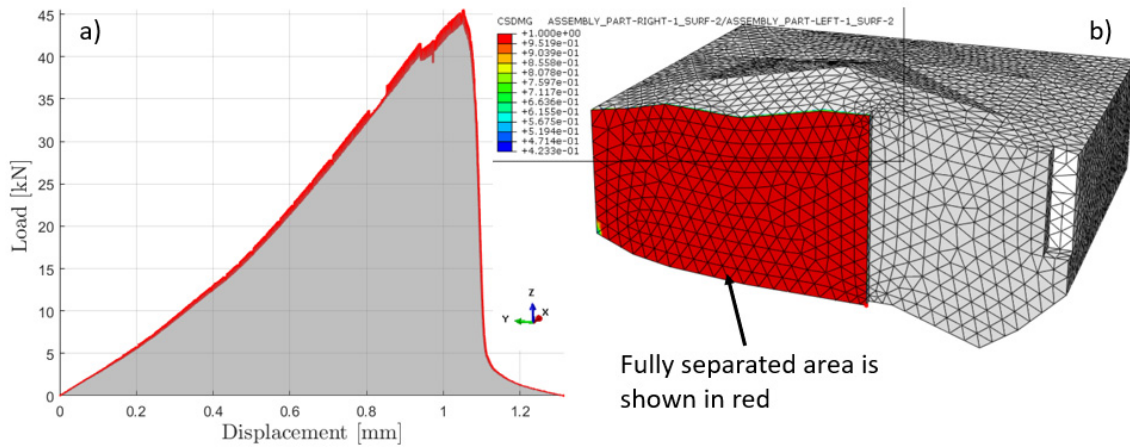 a)
Load [kN]
45
40
35
30
25
20
15
10
5
0
0
0.2
0.4
0.6
0.8
1
1.2
Displacement [mm]
CSDMG ASSEMBLY_PART-RIGHT-1_SURF-2/ASSEMBLY_PART-LEFT-1_SURF-2
+1.000e+00
+9.519e-01
+9.039e-01
+8.558e-01
+8.078e-01
+7.597e-01
+7.117e-01
+6.636e-01
+6.155e-01
+5.675e-01
+5.194e-01
+4.714e-01
+4.233e-01
b)
Z
Y
X
Fully separated area is
shown in red